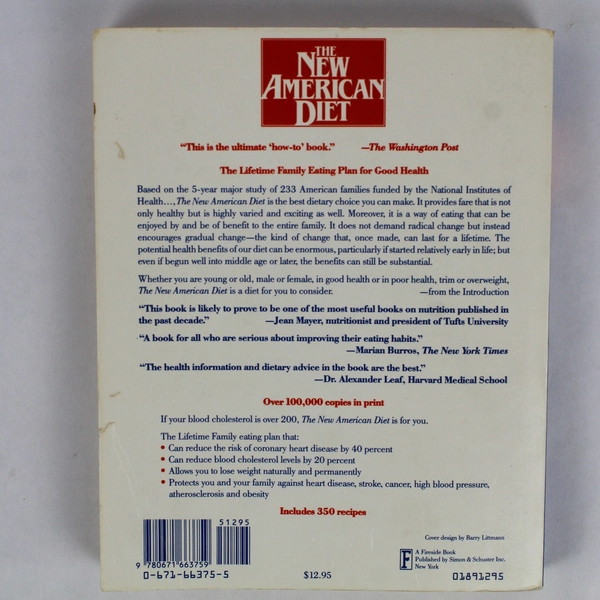 THE
NEW
AMERICAN
DIET
“This is the ultimate ‘how-to’ book.” —The Washington Post
The Lifetime Family Eating Plan for Good Health
Based on the 5-year major study of 233 American families funded by the National Institutes of
Health…,The New American Diet is the best dietary choice you can make. It provides fare that is not
only healthy but is highly varied and exciting as well. Moreover, it is a way of eating that can be
enjoyed by and be of benefit to the entire family. It does not demand radical change but instead
encourages gradual change—the kind of change that, once made, can last for a lifetime. The
potential health benefits of our diet can be enormous, particularly if started relatively early in life; but
even if begun well into middle age or later, the benefits can still be substantial.
Whether you are young or old, male or female, in good health or in poor health, trim or overweight,
The New American Diet is a diet for you to consider. —from the Introduction
“This book is likely to prove to be one of the most useful books on nutrition published in
the past decade.” —Jean Mayer, nutritionist and president of Tufts University
“A book for all who are serious about improving their eating habits.”
—Marian Burros, The New York Times
“The health information and dietary advice in the book are the best.”
—Dr. Alexander Leaf, Harvard Medical School
Over 100,000 copies in print
If your blood cholesterol is over 200, The New American Diet is for you.
The Lifetime Family eating plan that:
• Can reduce the risk of coronary heart disease by 40 percent
• Can reduce blood cholesterol levels by 20 percent
• Allows you to lose weight naturally and permanently
• Protects you and your family against heart disease, stroke, cancer, high blood pressure,
atherosclerosis and obesity
Includes 350 recipes
51295
9 780671 663759
0-671-66375-5
$12.95
Cover design by Barry Littmann
F
A Fireside Book
Published by Simon & Schuster Inc.
New York
01891295